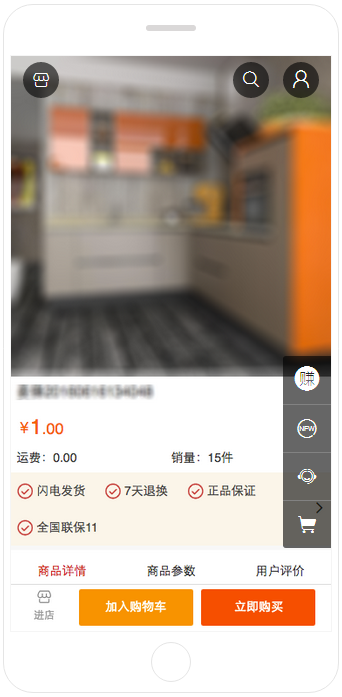 赚
NEW
¥1.00
运费：0.00 销量：15件
闪电发货 7天退换 正品保证
全国联保11
商品详情 商品参数 用户评价
进店 加入购物车 立即购买